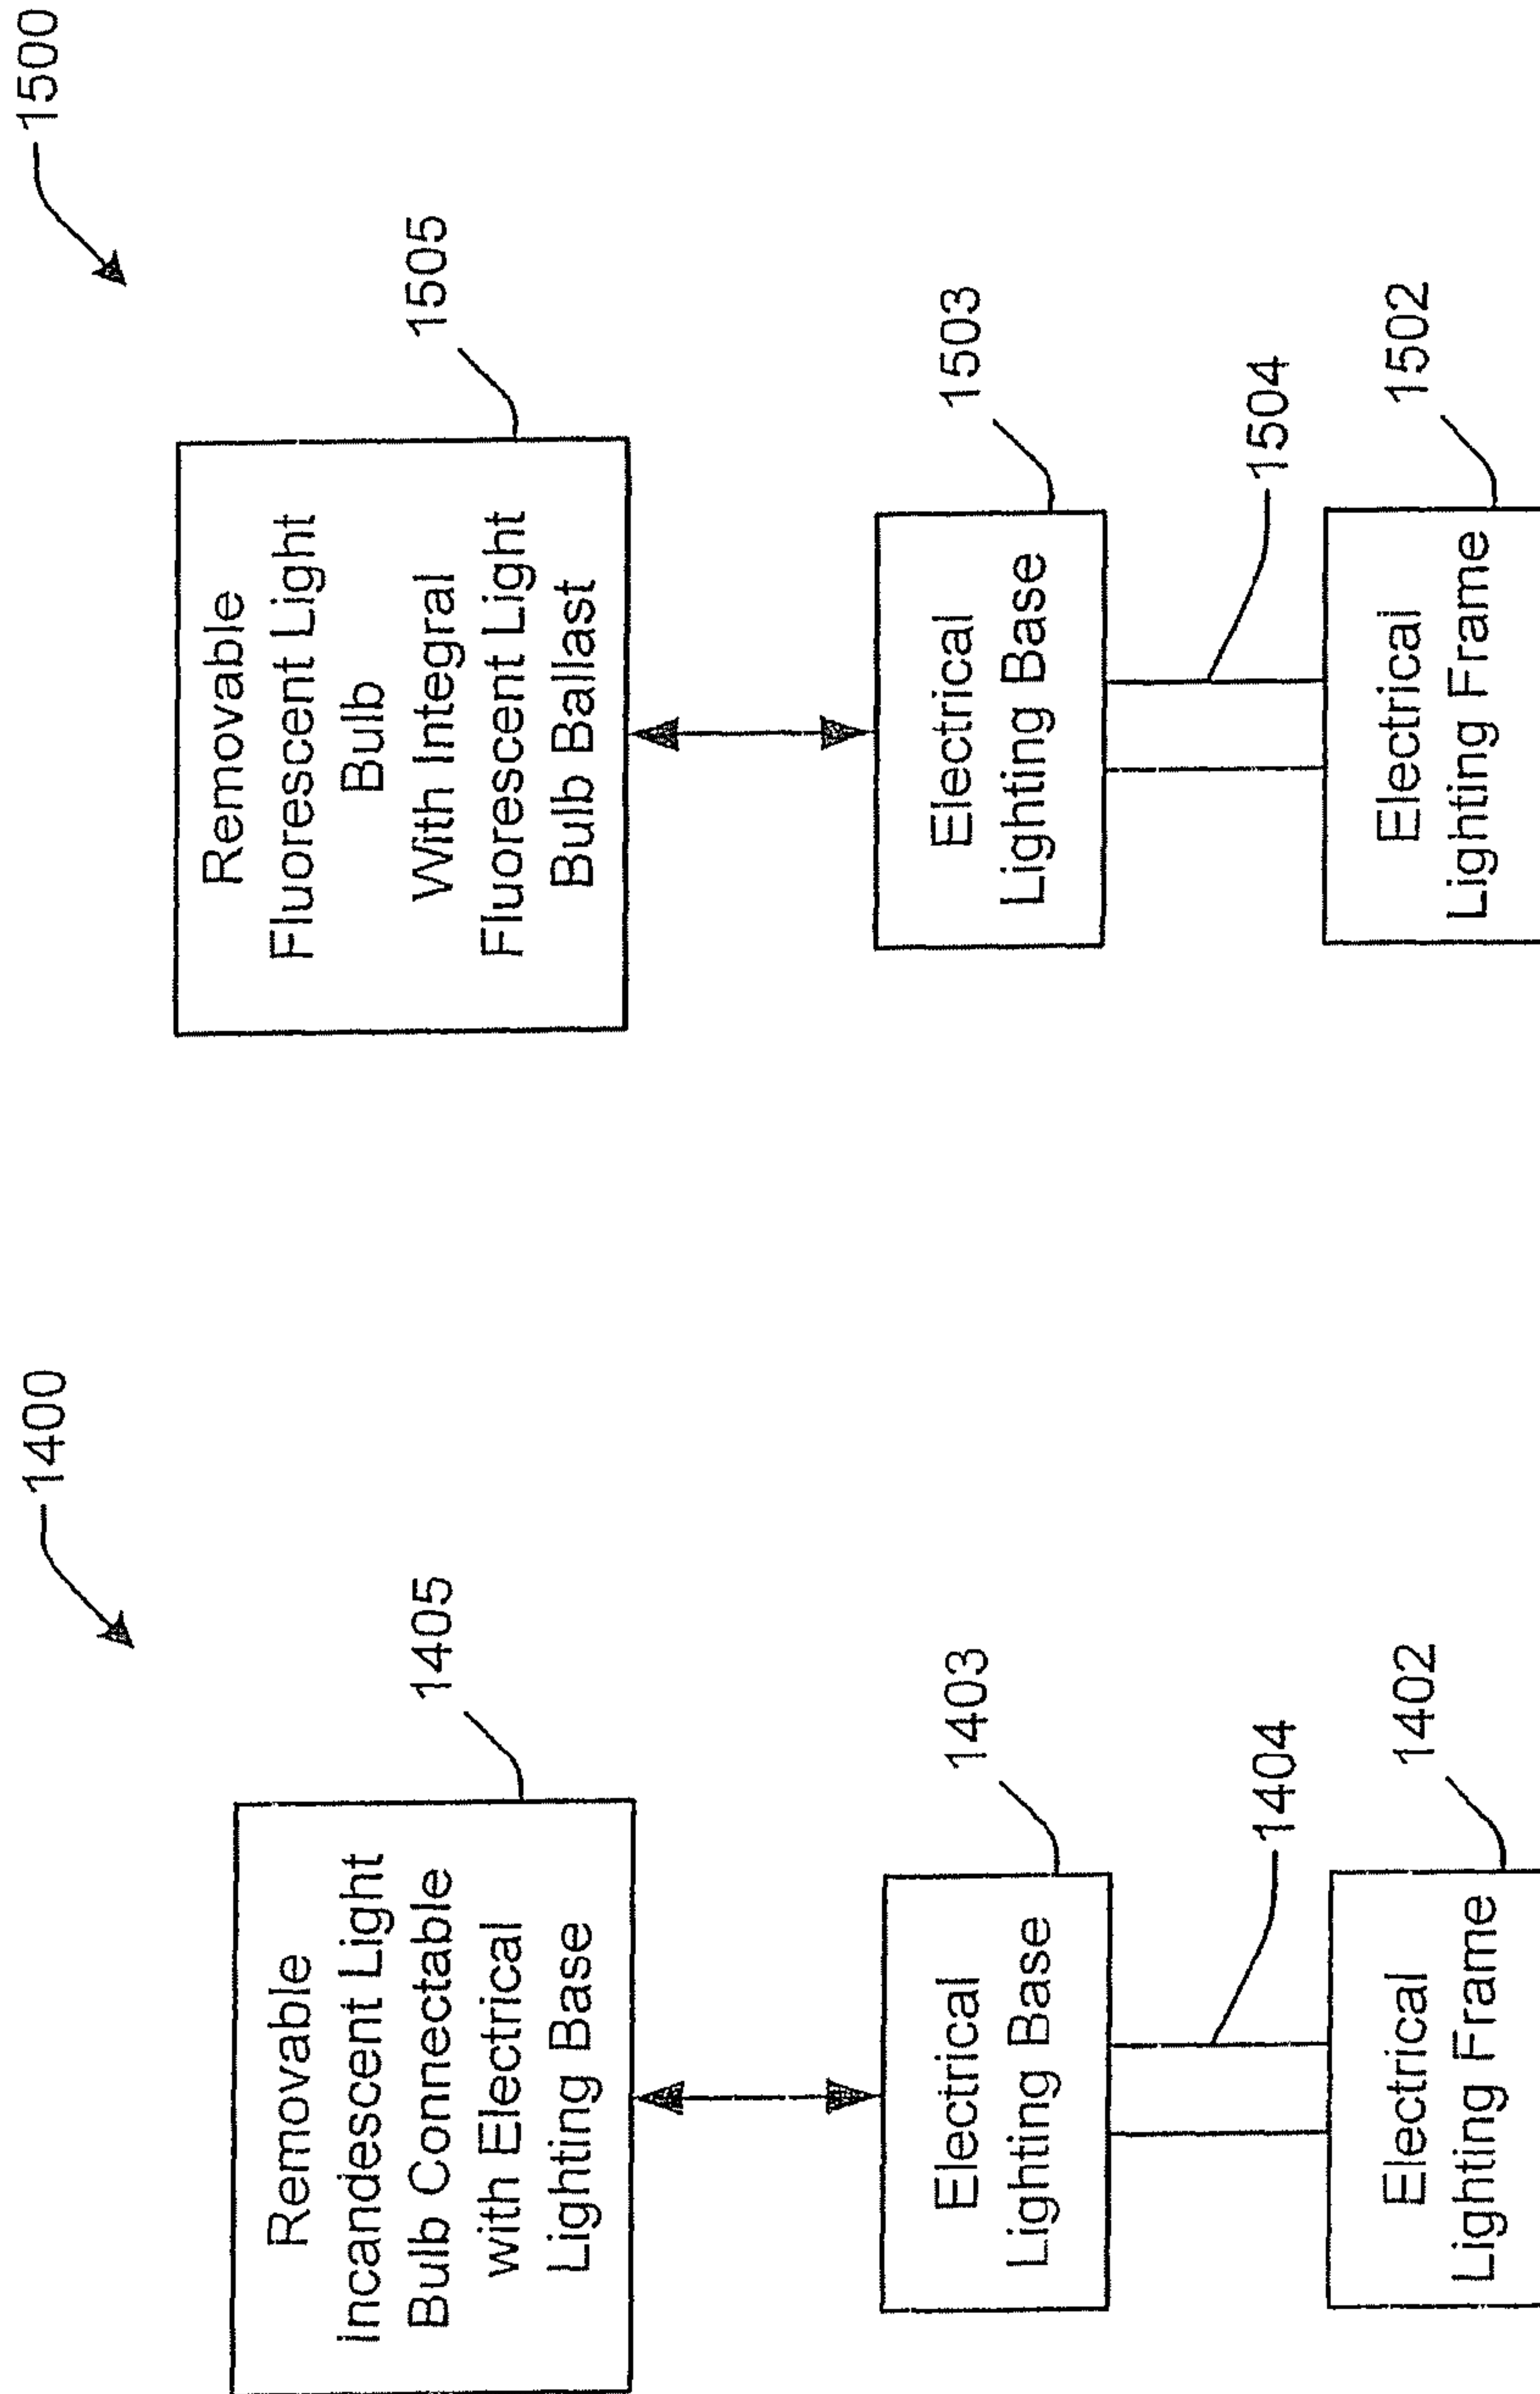 1400
Removable
Incandescent Light
Bulb Connectable
with Electrical
Lighting Base
1405
Electrical
Lighting Base
1403
1404
Electrical
Lighting Frame
1402
1500
Removable
Fluorescent Light
Bulb
With Integral
Fluorescent Light
Bulb Ballast
1505
Electrical
Lighting Base
1503
1504
Electrical
Lighting Frame
1502